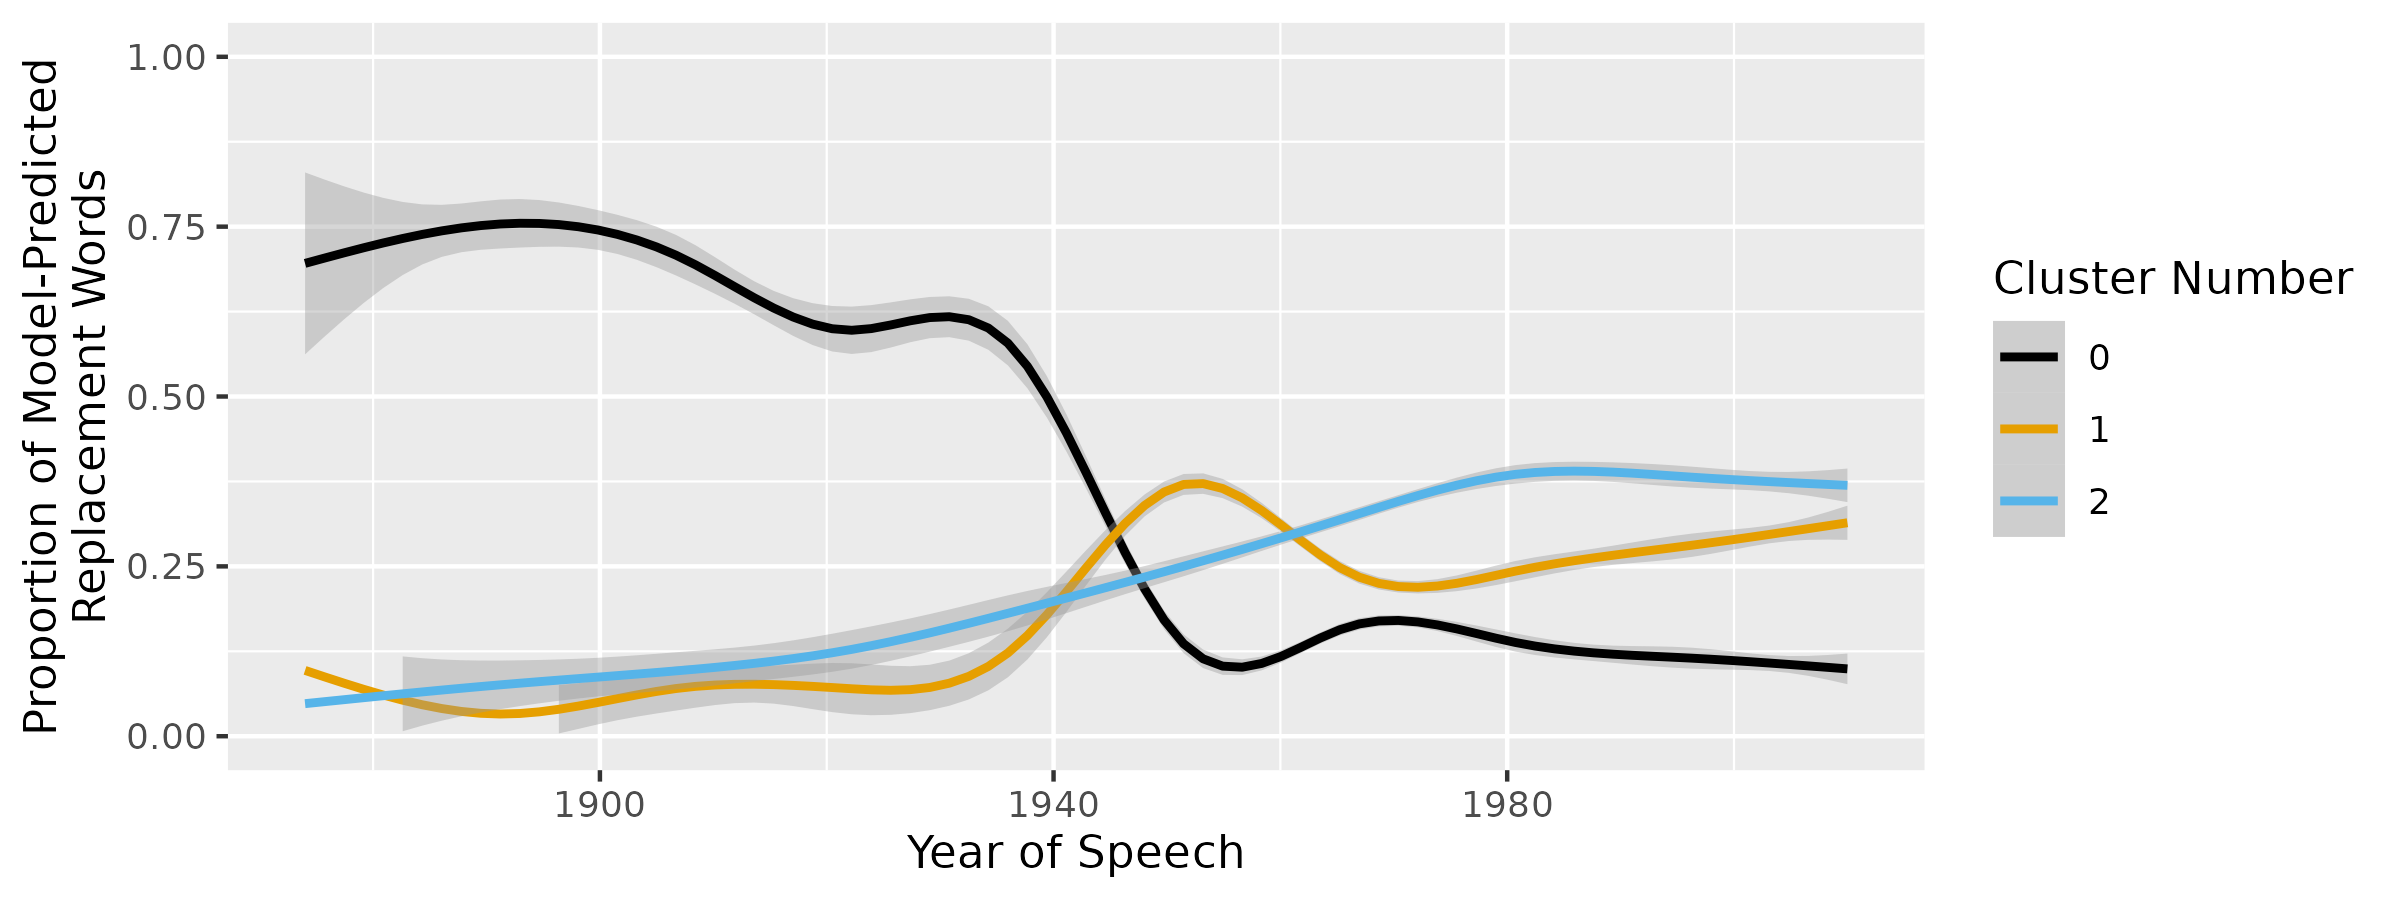 Proportion of Model-Predicted
Replacement Words
1.00
0.75
0.50
0.25
0.00
1900
1940
1980
Year of Speech
Cluster Number
0
1
2